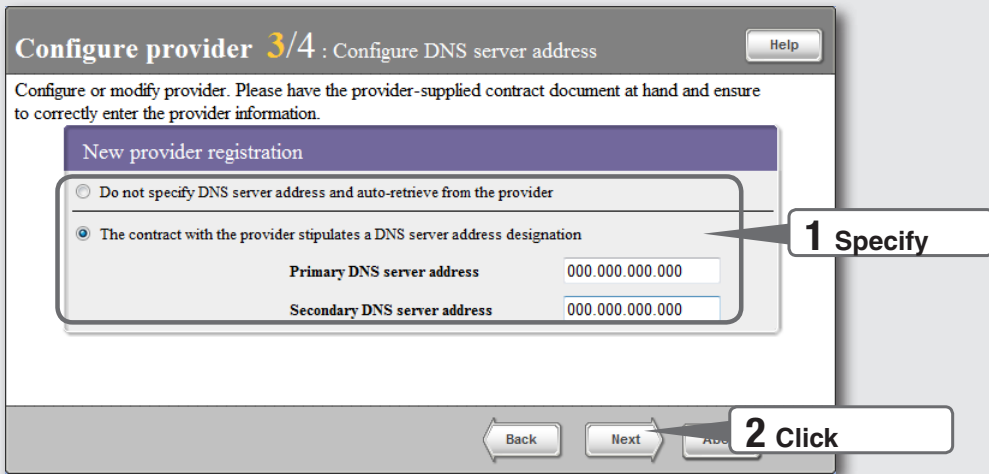 Configure provider 3/4 : Configure DNS server address
Help
Configure or modify provider. Please have the provider-supplied contract document at hand and ensure
to correctly enter the provider information.
New provider registration
Do not specify DNS server address and auto-retrieve from the provider
The contract with the provider stipulates a DNS server address designation
1 Specify
Primary DNS server address 000.000.000.000
Secondary DNS server address 000.000.000.000
Back
Next
2 Click